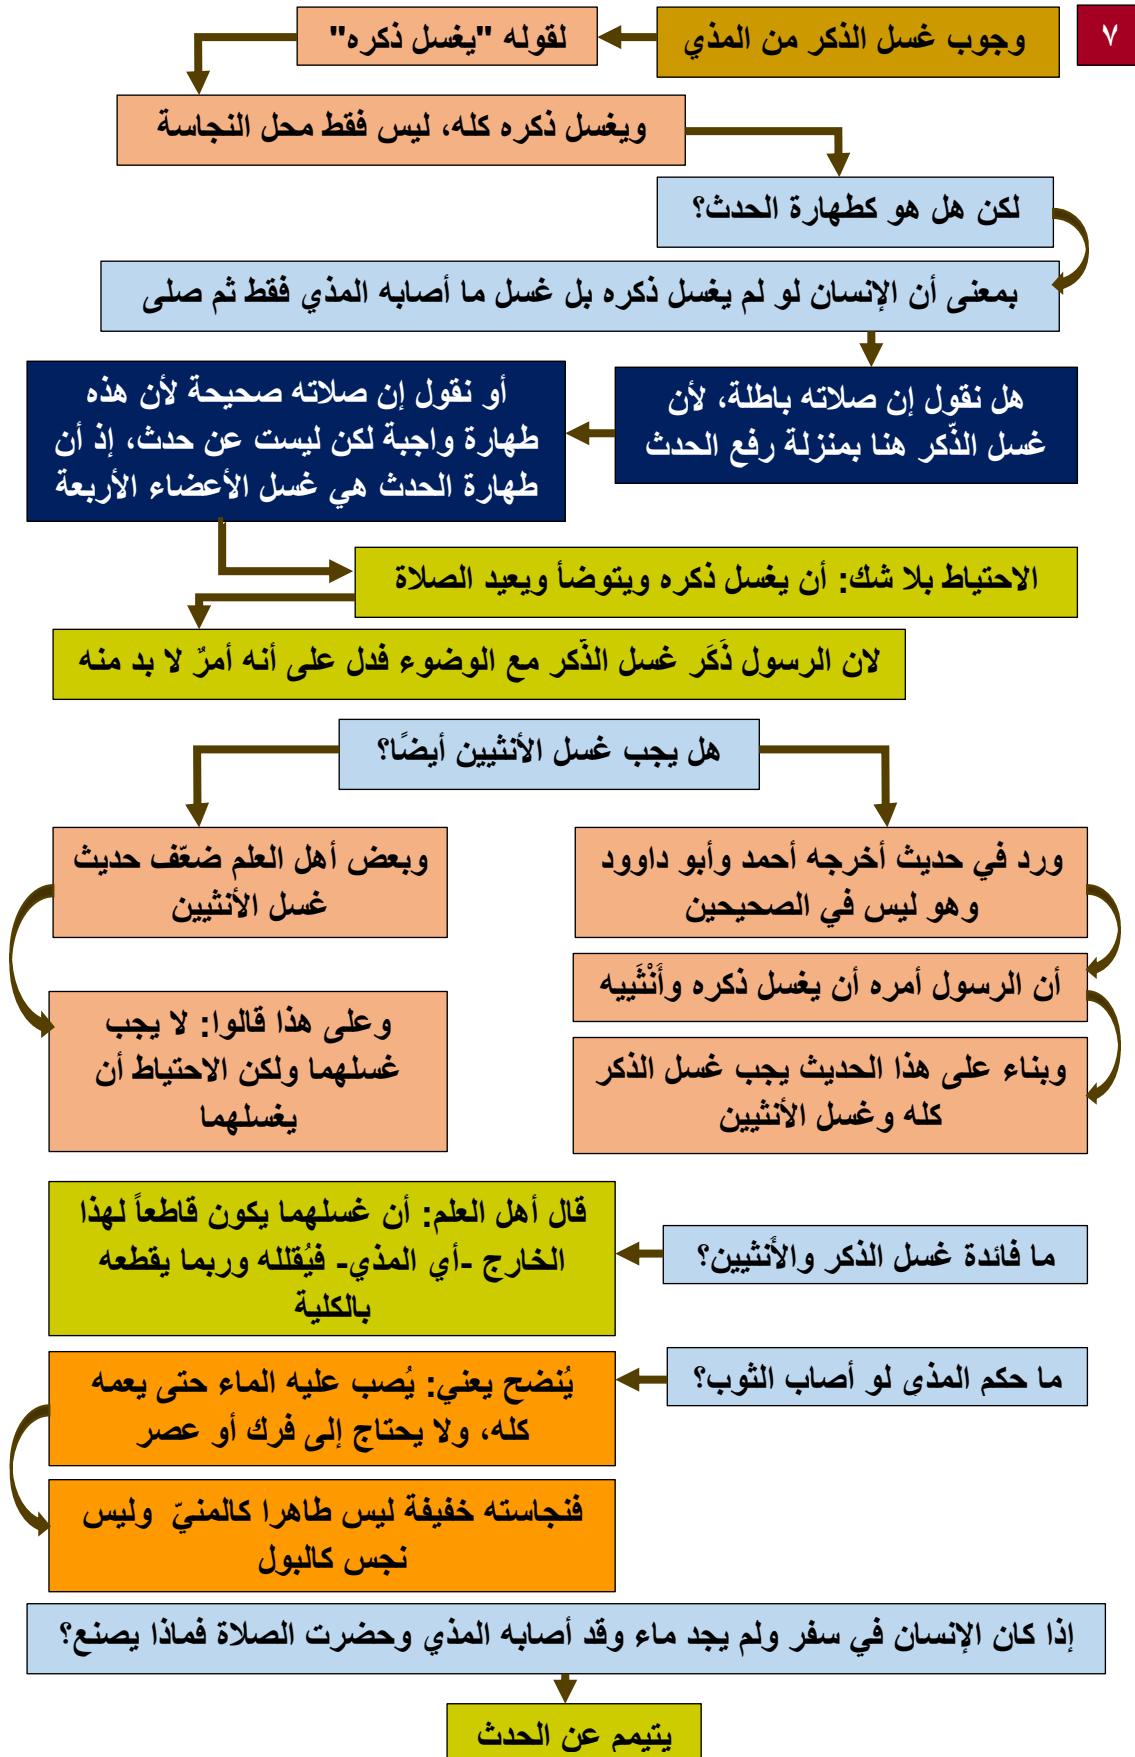 ٧
وجوب غسل الذكر من المذي
لقوله "يغسل ذكره"
ويغسل ذكره كله، ليس فقط محل النجاسة
لكن هل هو كطهارة الحدث؟
بمعنى أن الإنسان لو لم يغسل ذكره بل غسل ما أصابه المذي فقط ثم صلى
هل نقول إن صلاته باطلة، لأن
غسل الذّكر هنا بمنزلة رفع الحدث
أو نقول إن صلاته صحيحة لأن هذه
طهارة واجبة لكن ليست عن حدث، إذ أن
طهارة الحدث هي غسل الأعضاء الأربعة
الاحتياط بلا شك: أن يغسل ذكره ويتوضأ ويعيد الصلاة
لان الرسول ذَكَر غسل الذّكر مع الوضوء فدل على أنه أمرٌ لا بد منه
هل يجب غسل الأنثيين أيضًا؟
ورد في حديث أخرجه أحمد وأبو داوود
وهو ليس في الصحيحين
أن الرسول أمره أن يغسل ذكره وأَنْثَييه
وبناء على هذا الحديث يجب غسل الذكر
كله وغسل الأنثيين
وبعض أهل العلم ضعّف حديث
غسل الأنثيين
وعلى هذا قالوا: لا يجب
غسلهما ولكن الاحتياط أن
يغسلهما
ما فائدة غسل الذكر والأَنثيين؟
قال أهل العلم: أن غسلهما يكون قاطعاً لهذا
الخارج -أي المذي- فيُقلله وربما يقطعه
بالكلية
ما حكم المذي لو أصاب الثوب؟
يُنضح يعني: يُصب عليه الماء حتى يعمه
كله، ولا يحتاج إلى فرك أو عصر
فنجاسته خفيفة ليس طاهرا كالمنيّ وليس
نجس كالبول
إذا كان الإنسان في سفر ولم يجد ماء وقد أصابه المذي وحضرت الصلاة فماذا يصنع؟
يتيمم عن الحدث